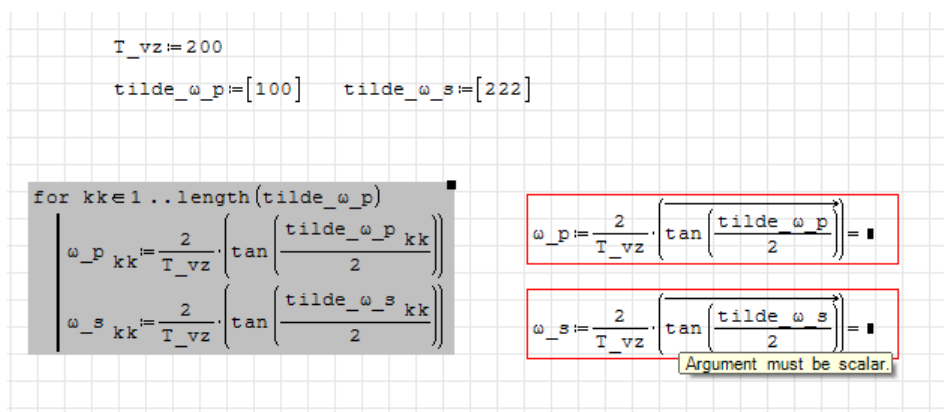 T_vz:=200
tilde_ω_p:=[100] tilde_ω_s:=[222]
for kk∈1..length(tilde_ω_p)
ω_p kk:=2/T_vz·(tan(tilde_ω_p kk/2))
ω_s kk:=2/T_vz·(tan(tilde_ω_s kk/2))
ω_p:=2/T_vz·(tan(tilde_ω_p/2))=▪
ω_s:=2/T_vz·(tan(tilde_ω_s/2))=▪
Argument must be scalar.